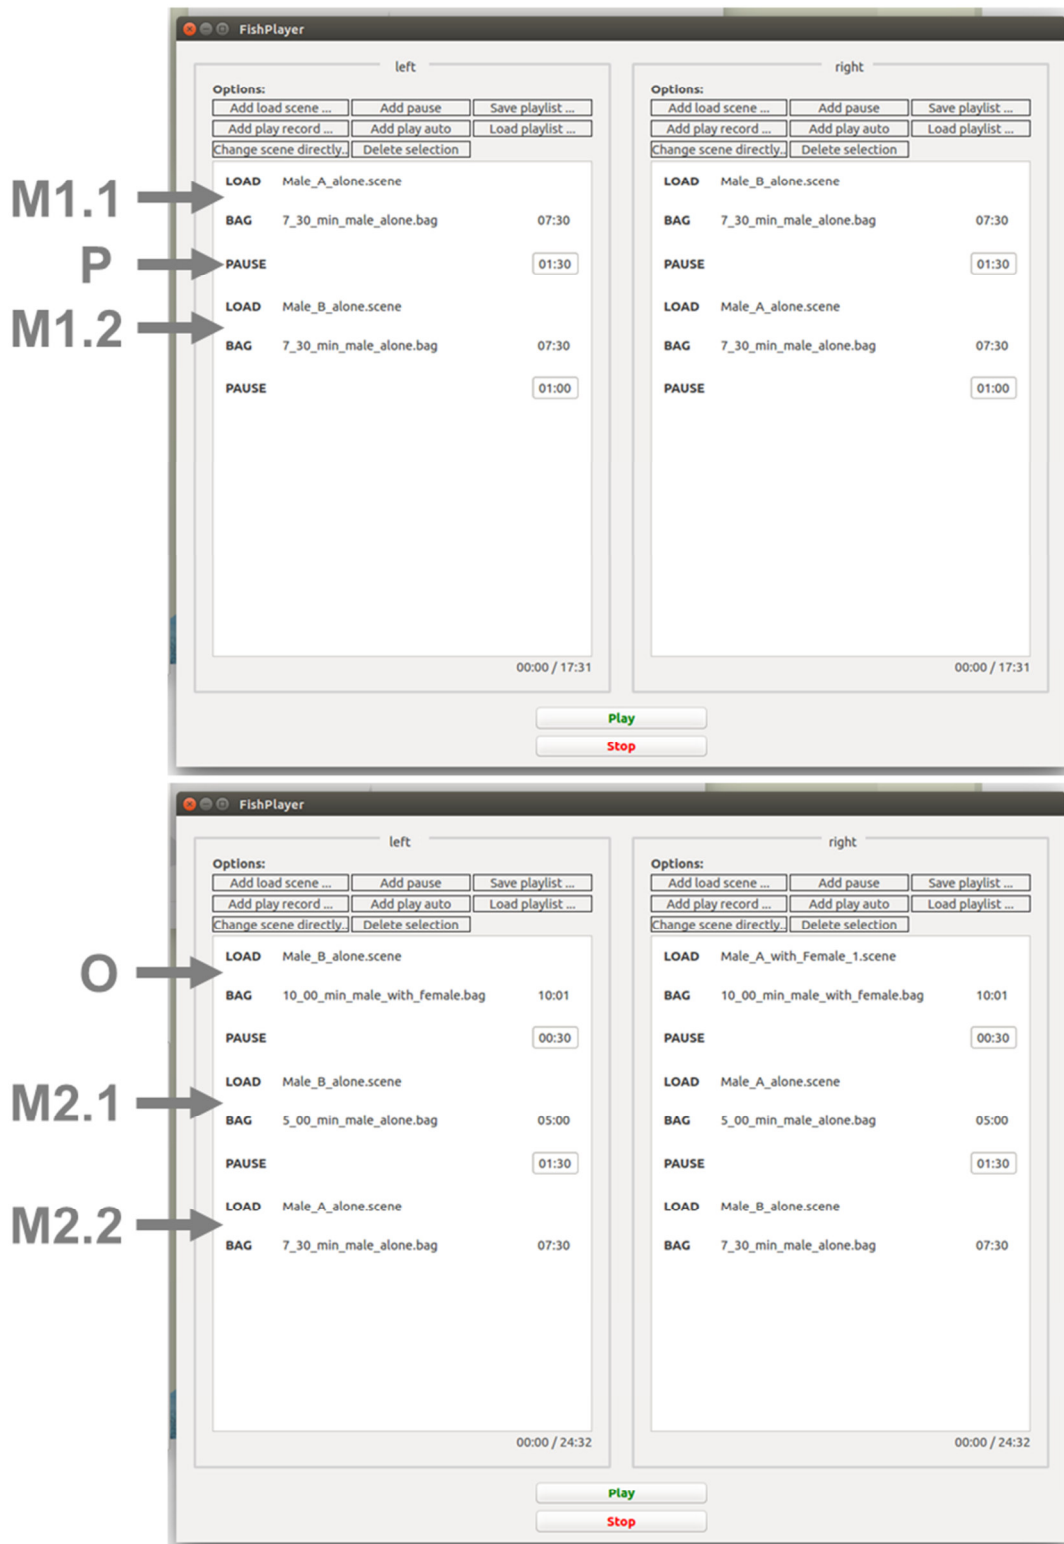 FishPlayer
left
Options:
Add load scene ... Add pause Save playlist ...
Add play record ... Add play auto Load playlist ...
Change scene directly.. Delete selection
M1.1
LOAD Male_A_alone.scene
BAG 7_30_min_male_alone.bag 07:30
P
PAUSE 01:30
M1.2
LOAD Male_B_alone.scene
BAG 7_30_min_male_alone.bag 07:30
PAUSE 01:00
00:00 / 17:31
right
Options:
Add load scene ... Add pause Save playlist ...
Add play record ... Add play auto Load playlist ...
Change scene directly.. Delete selection
LOAD Male_B_alone.scene
BAG 7_30_min_male_alone.bag 07:30
PAUSE 01:30
LOAD Male_A_alone.scene
BAG 7_30_min_male_alone.bag 07:30
PAUSE 01:00
00:00 / 17:31
Play
Stop
FishPlayer
left
Options:
Add load scene ... Add pause Save playlist ...
Add play record ... Add play auto Load playlist ...
Change scene directly.. Delete selection
O
LOAD Male_B_alone.scene
BAG 10_00_min_male_with_female.bag 10:01
PAUSE 00:30
M2.1
LOAD Male_B_alone.scene
BAG 5_00_min_male_alone.bag 05:00
PAUSE 01:30
M2.2
LOAD Male_A_alone.scene
BAG 7_30_min_male_alone.bag 07:30
00:00 / 24:32
right
Options:
Add load scene ... Add pause Save playlist ...
Add play record ... Add play auto Load playlist ...
Change scene directly.. Delete selection
LOAD Male_A_with_Female_1.scene
BAG 10_00_min_male_with_female.bag 10:01
PAUSE 00:30
LOAD Male_A_alone.scene
BAG 5_00_min_male_alone.bag 05:00
PAUSE 01:30
LOAD Male_B_alone.scene
BAG 7_30_min_male_alone.bag 07:30
00:00 / 24:32
Play
Stop